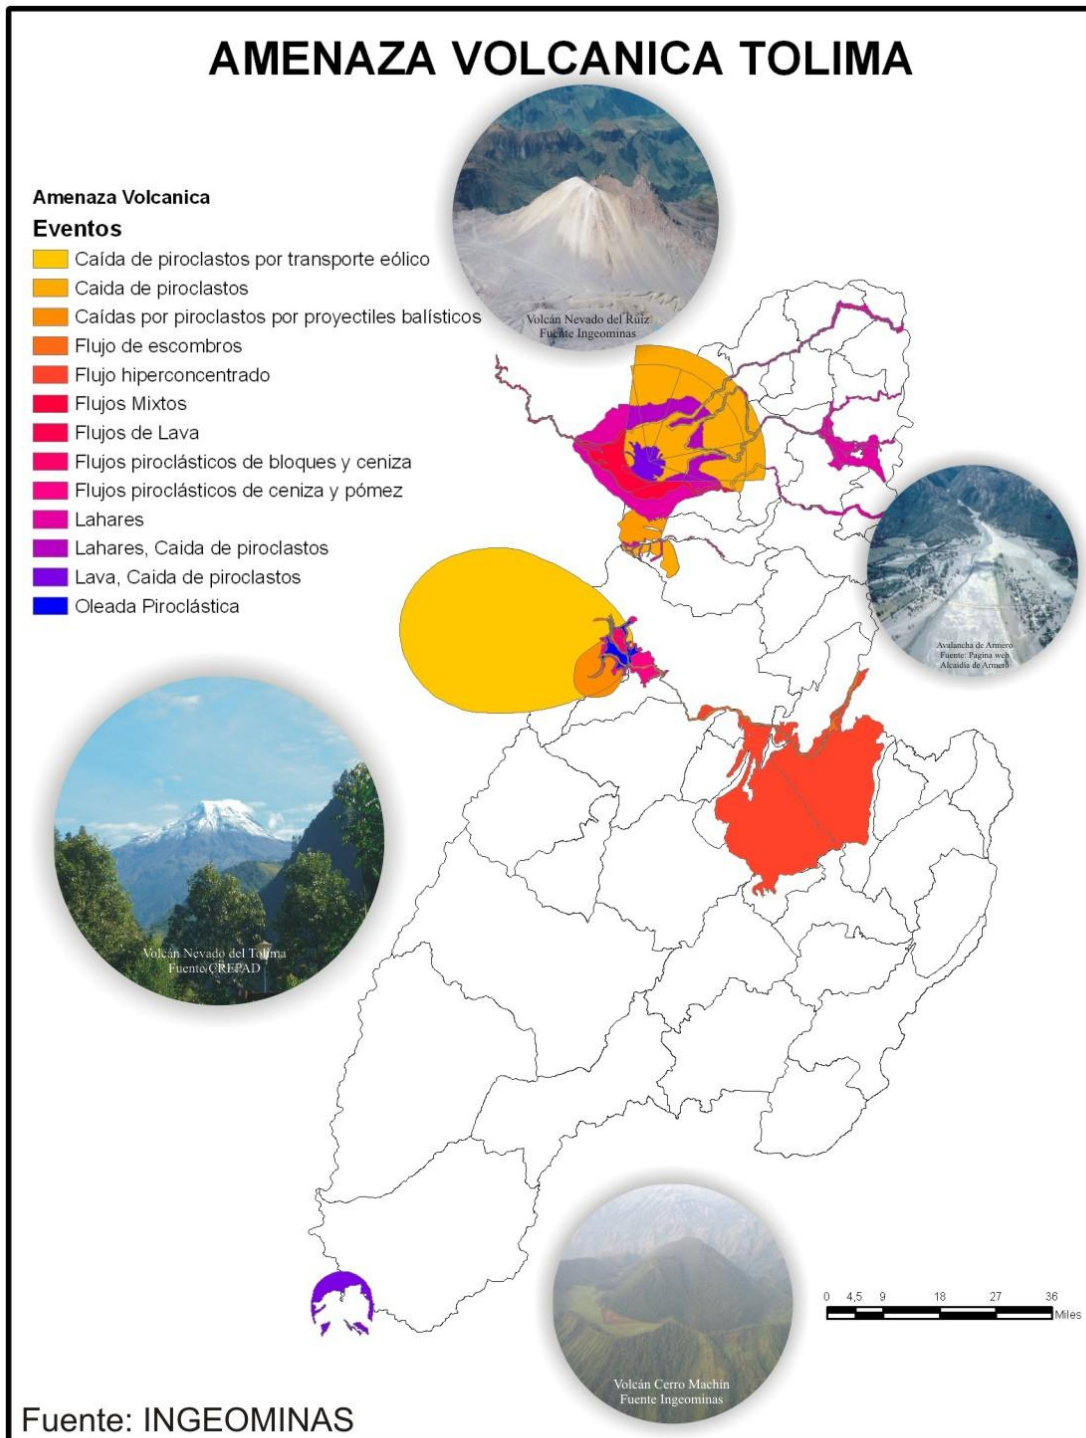 AMENAZA VOLCANICA TOLIMA
Amenaza Volcanica
Eventos
Caída de piroclastos por transporte eólico
Caida de piroclastos
Caídas por piroclastos por proyectiles balísticos
Flujo de escombros
Flujo hiperconcentrado
Flujos Mixtos
Flujos de Lava
Flujos piroclásticos de bloques y ceniza
Flujos piroclásticos de ceniza y pómez
Lahares
Lahares, Caida de piroclastos
Lava, Caida de piroclastos
Oleada Piroclástica
Volcán Nevado del Ruiz
Fuente Ingeominas
Avalancha de Armero
Fuente: Pagina web
Alcaldia de Armero
Volcán Nevado del Tolima
Fuente CREPAD
Volcán Cerro Machín
Fuente Ingeominas
0 4,5 9 18 27 36
Miles
Fuente: INGEOMINAS